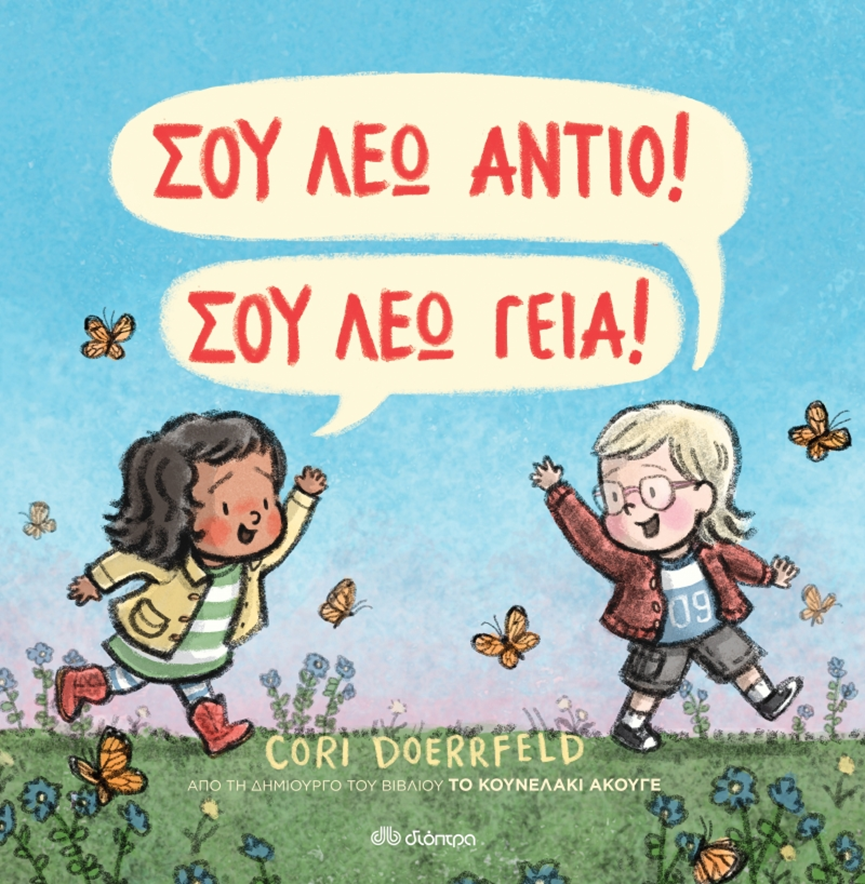 ΣΟΥ ΛΕΩ ΑΝΤΙΟ!
ΣΟΥ ΛΕΩ ΓΕΙΑ!
09
CORI DOERRFELD
ΑΠΟ ΤΗ ΔΗΜΙΟΥΡΓΟ ΤΟΥ ΒΙΒΛΙΟΥ ΤΟ ΚΟΥΝΕΛΑΚΙ ΑΚΟΥΓΕ
διόπτρα